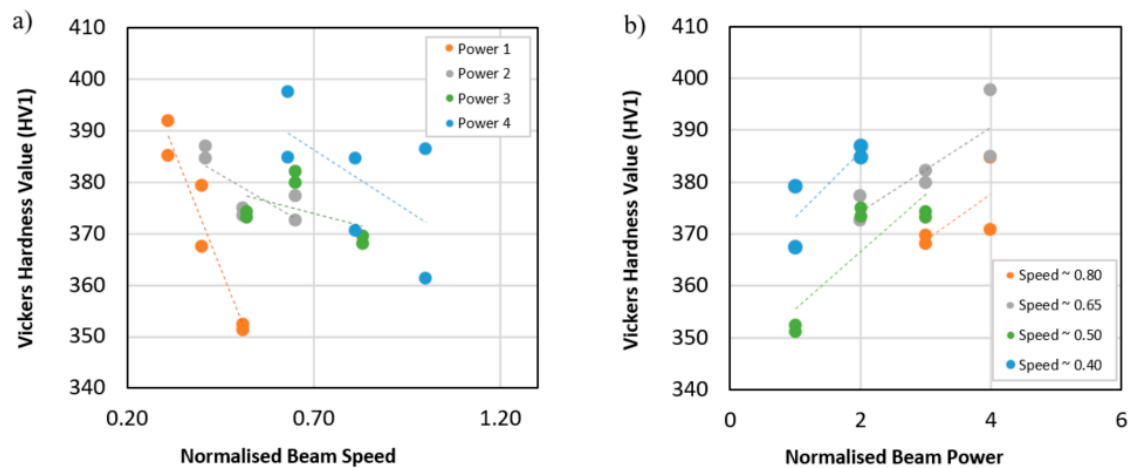 a)
Vickers Hardness Value (HV1)
410
400
390
380
370
360
350
340
0.20
0.70
1.20
Normalised Beam Speed
Power 1
Power 2
Power 3
Power 4
b)
Vickers Hardness Value (HV1)
410
400
390
380
370
360
350
340
0
2
4
6
Normalised Beam Power
Speed ~ 0.80
Speed ~ 0.65
Speed ~ 0.50
Speed ~ 0.40